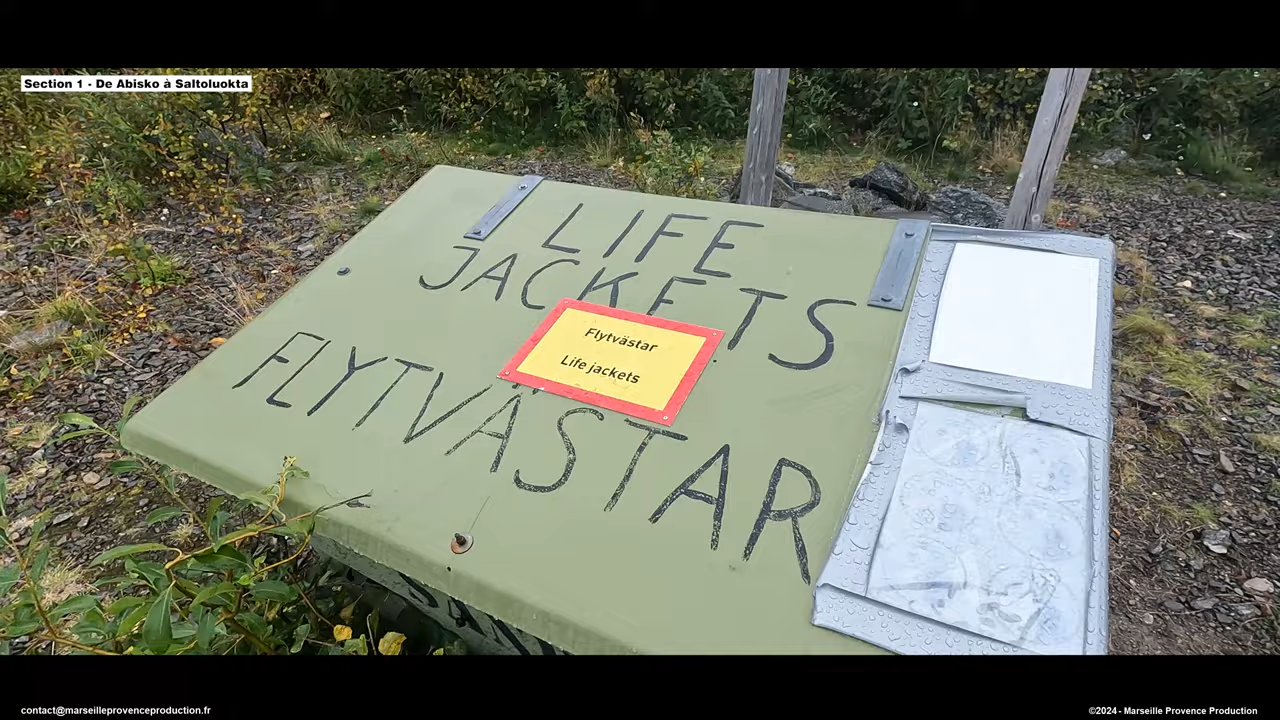 Section 1 - De Abisko à Saltoluokta
LIFE
JACKETS
Flytvästar
Life jackets
FLYTVÄSTAR
contact@marseilleprovenceproduction.fr
©2024 - Marseille Provence Production